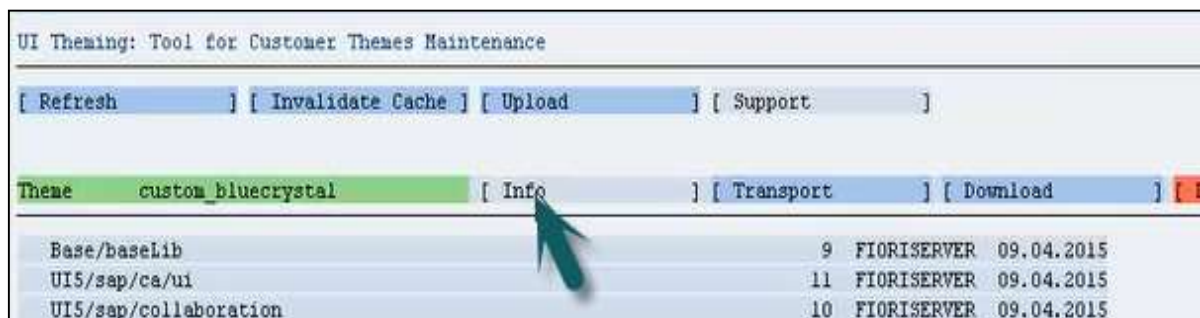 UI Theming: Tool for Customer Themes Maintenance
[ Refresh ] [ Invalidate Cache ] [ Upload ] [ Support ]
Theme custom_bluecrystal [ Info ] [ Transport ] [ Download ] [
Base/baseLib 9 FIORISERVER 09.04.2015
UI5/sap/ca/ui 11 FIORISERVER 09.04.2015
UI5/sap/collaboration 10 FIORISERVER 09.04.2015